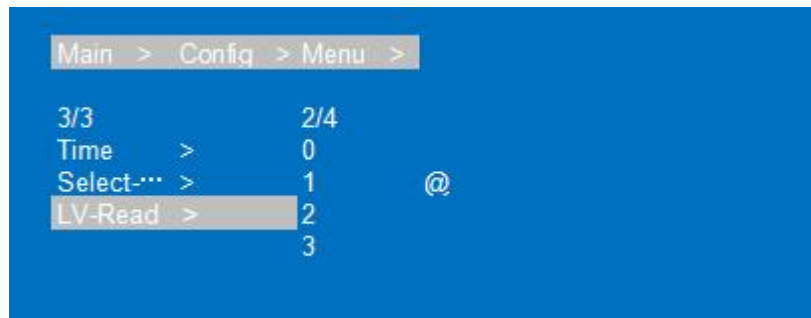 Main > Config > Menu >
3/3 2/4
Time > 0
Select-··· > 1 @
LV-Read > 2
3